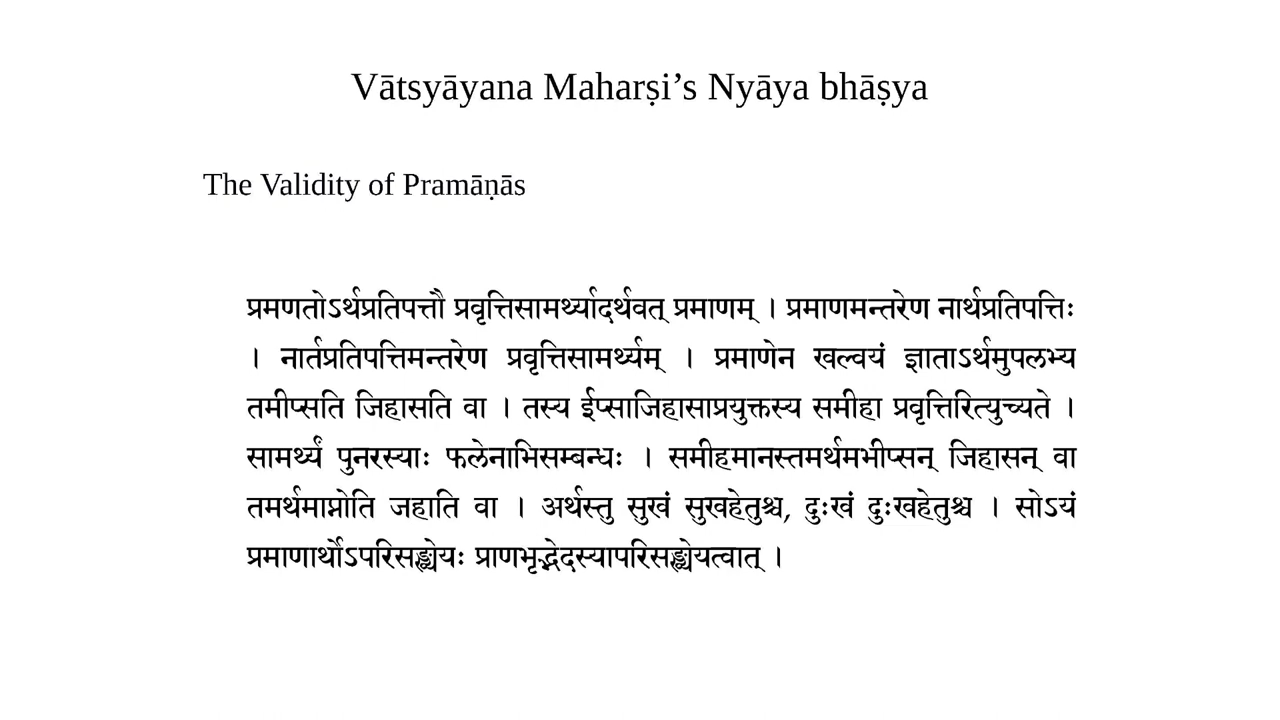 Vātsyāyana Maharṣi’s Nyāya bhāṣya
The Validity of Pramāṇās
प्रमणतोऽर्थप्रतिपत्तौ प्रवृत्तिसामर्थ्यादर्थवत् प्रमाणम् । प्रमाणमन्तरेण नार्थप्रतिपत्तिः
। नार्तप्रतिपत्तिमन्तरेण प्रवृत्तिसामर्थ्यम् । प्रमाणेन खल्वयं ज्ञाताऽर्थमुपलभ्य
तमीप्सति जिहासति वा । तस्य ईप्साजिहासाप्रयुक्तस्य समीहा प्रवृत्तिरित्युच्यते ।
सामर्थ्यं पुनरस्याः फलेनाभिसम्बन्धः । समीहमानस्तमर्थमभीप्सन् जिहासन् वा
तमर्थमाप्नोति जहाति वा । अर्थस्तु सुखं सुखहेतुश्च, दुःखं दुःखहेतुश्च । सोऽयं
प्रमाणार्थोऽपरिसङ्ख्येयः प्राणभृद्भेदस्यापरिसङ्ख्येयत्वात् ।